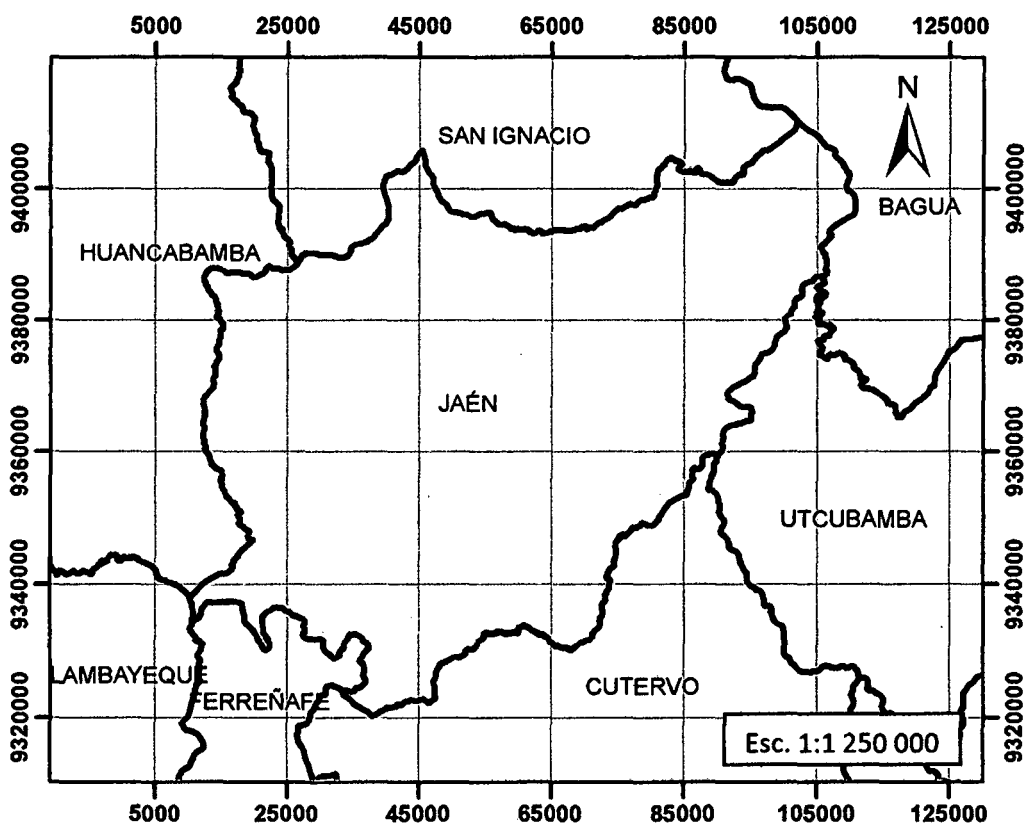 5000 25000 45000 65000 85000 105000 125000
N
SAN IGNACIO
9400000 9400000
BAGUA
HUANCABAMBA
9380000 9380000
JAÉN
9360000 9360000
UTCUBAMBA
9340000 9340000
LAMBAYEQUE
CUTERVO
FERREÑAFE
9320000 9320000
Esc. 1:1 250 000
5000 25000 45000 65000 85000 105000 125000